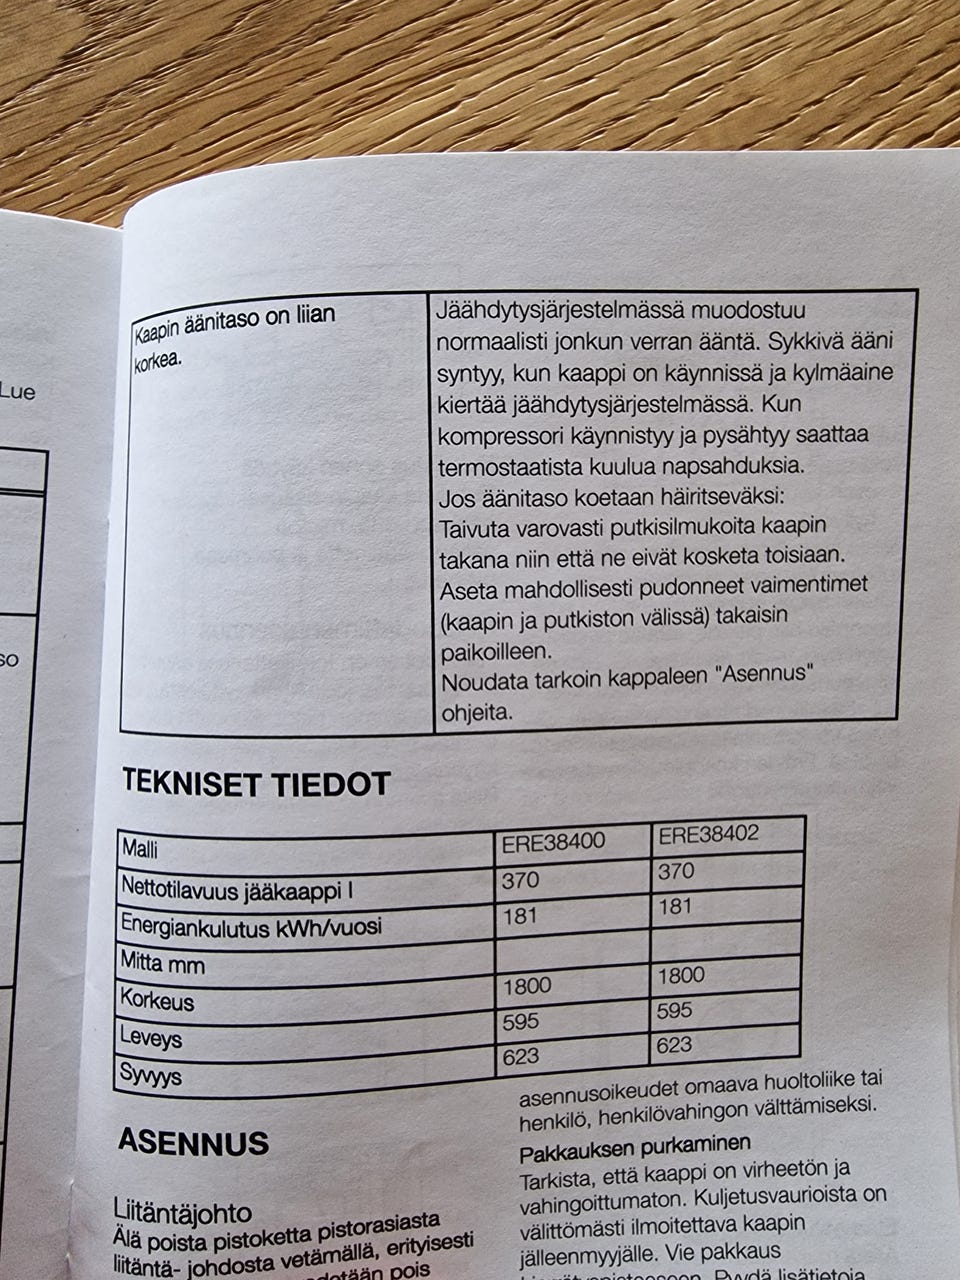 Lue
so
Kaapin äänitaso on liian
korkea.
Jäähdytysjärjestelmässä muodostuu
normaalisti jonkun verran ääntä. Sykkivä ääni
syntyy, kun kaappi on käynnissä ja kylmäaine
kiertää jäähdytysjärjestelmässä. Kun
kompressori käynnistyy ja pysähtyy saattaa
termostaatista kuulua napsahduksia.
Jos äänitaso koetaan häiritseväksi:
Taivuta varovasti putkisilmukoita kaapin
takana niin että ne eivät kosketa toisiaan.
Aseta mahdollisesti pudonneet vaimentimet
(kaapin ja putkiston välissä) takaisin
paikoilleen.
Noudata tarkoin kappaleen "Asennus"
ohjeita.
TEKNISET TIEDOT
Malli ERE38400 ERE38402
Nettotilavuus jääkaappi l 370 370
Energiankulutus kWh/vuosi 181 181
Mitta mm
Korkeus 1800 1800
Leveys 595 595
Syvyys 623 623
ASENNUS
Liitäntäjohto
Älä poista pistoketta pistorasiasta
liitäntä- johdosta vetämällä, erityisesti
pois
asennusoikeudet omaava huoltoliike tai
henkilö, henkilövahingon välttämiseksi.
Pakkauksen purkaminen
Tarkista, että kaappi on virheetön ja
vahingoittumaton. Kuljetusvaurioista on
välittömästi ilmoitettava kaapin
jälleenmyyjälle. Vie pakkaus
Pyydä lisätietoja